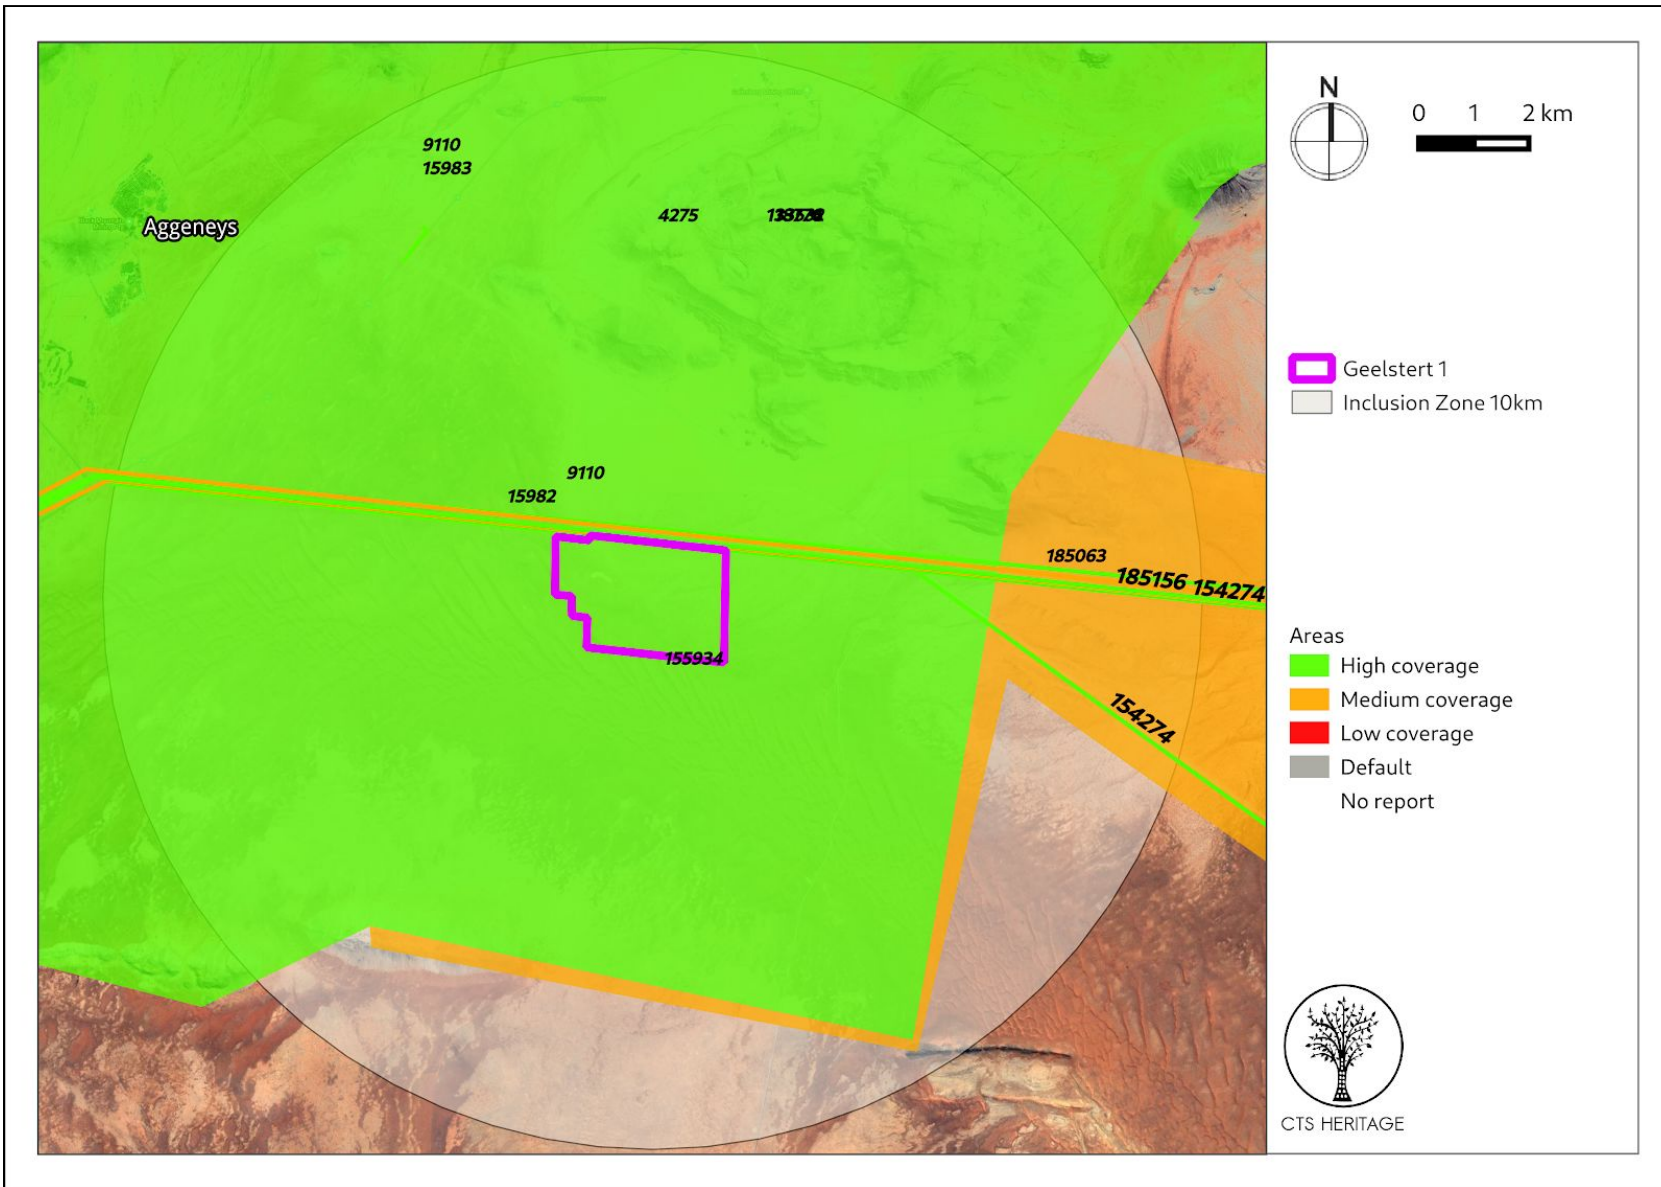 9110
15983
Aggeneys
4275
9110
15982
185063
185156
154274
155934
154274
N
0 1 2 km
Geelstert 1
Inclusion Zone 10km
Areas
High coverage
Medium coverage
Low coverage
Default
No report
CTS HERITAGE